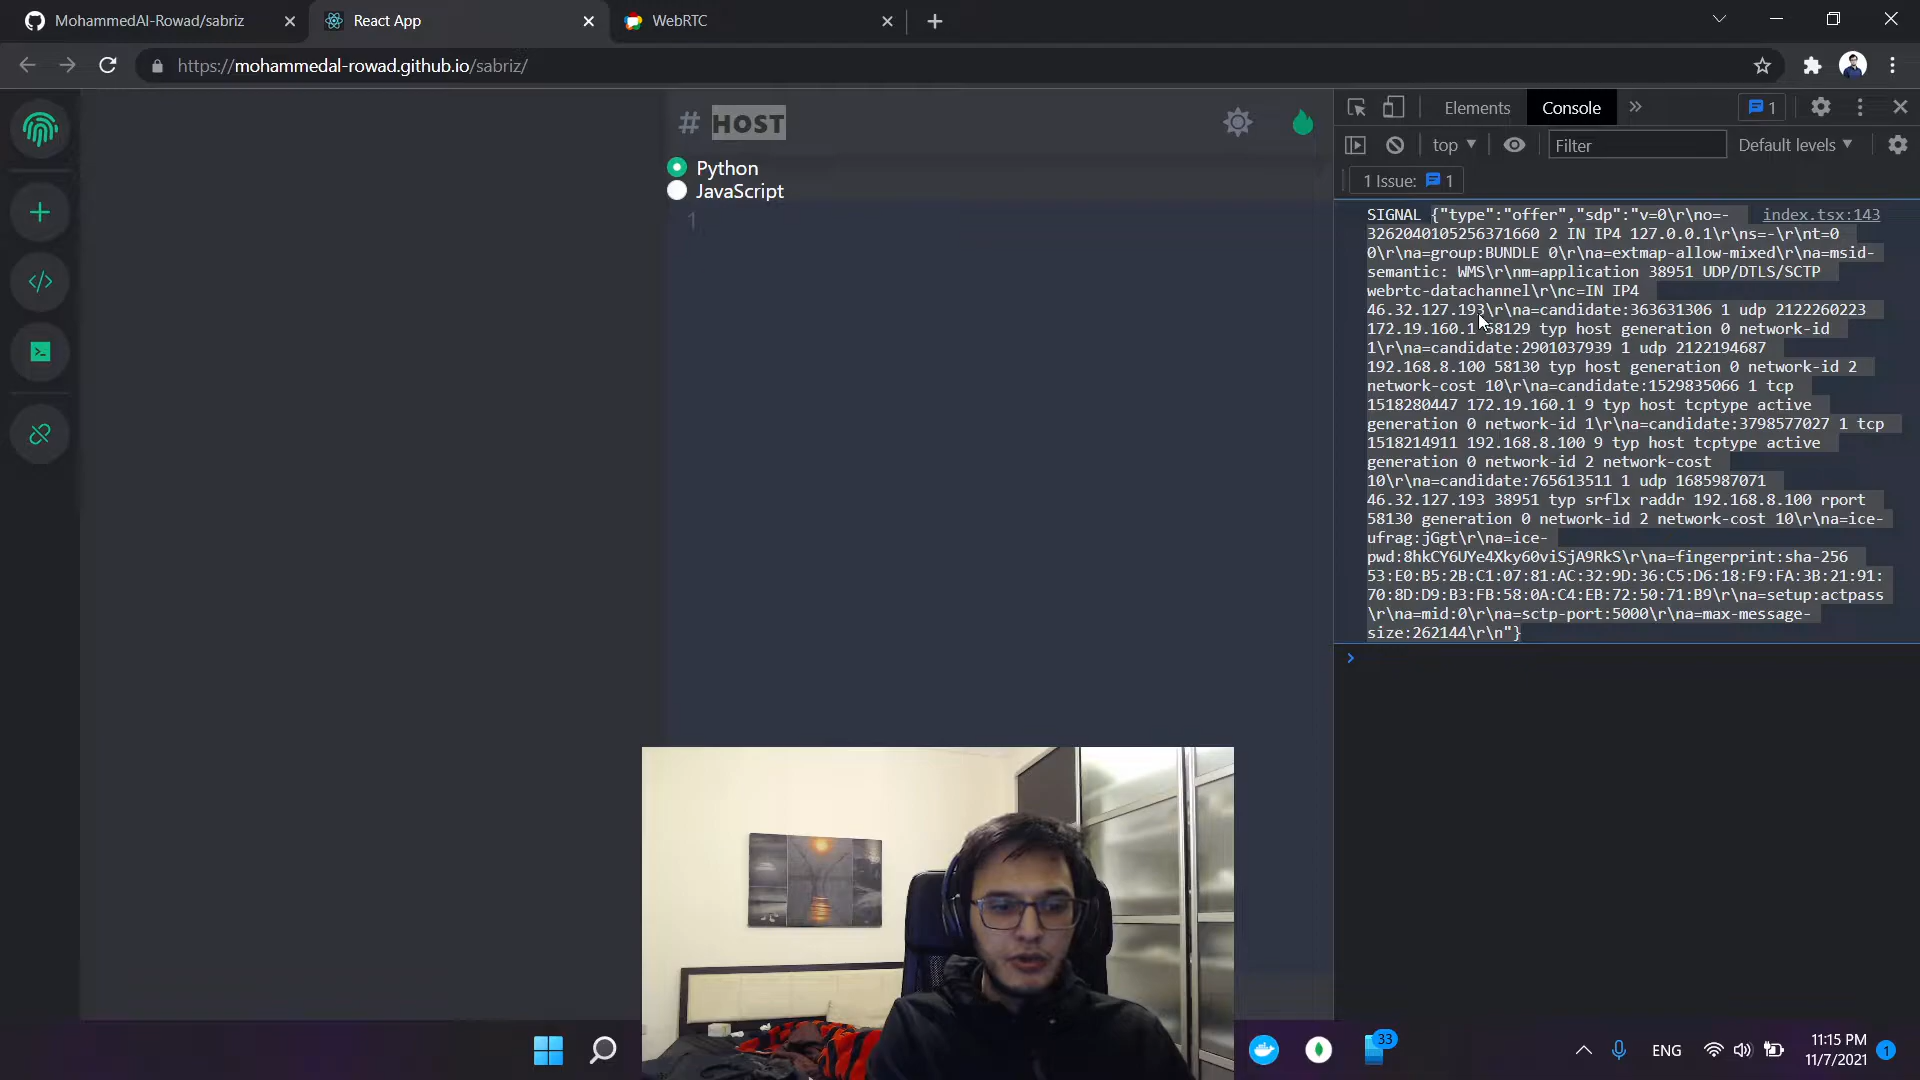 MohammedAl-Rowad/sabriz
React App
WebRTC
https://mohammedal-rowad.github.io/sabriz/
# HOST
Python
JavaScript
1
Elements
Console
1
top
Filter
Default levels
1 Issue:
1
SIGNAL {"type":"offer","sdp":"v=0\r\no=- index.tsx:143
3262040105256371660 2 IN IP4 127.0.0.1\r\ns=-\r\nt=0
0\r\na=group:BUNDLE 0\r\na=extmap-allow-mixed\r\na=msid-
semantic: WMS\r\nm=application 38951 UDP/DTLS/SCTP
webrtc-datachannel\r\nc=IN IP4
46.32.127.193\r\na=candidate:363631306 1 udp 2122260223
172.19.160.1 58129 typ host generation 0 network-id
1\r\na=candidate:2901037939 1 udp 2122194687
192.168.8.100 58130 typ host generation 0 network-id 2
network-cost 10\r\na=candidate:1529835066 1 tcp
1518280447 172.19.160.1 9 typ host tcptype active
generation 0 network-id 1\r\na=candidate:3798577027 1 tcp
1518214911 192.168.8.100 9 typ host tcptype active
generation 0 network-id 2 network-cost
10\r\na=candidate:765613511 1 udp 1685987071
46.32.127.193 38951 typ srflx raddr 192.168.8.100 rport
58130 generation 0 network-id 2 network-cost 10\r\na=ice-
ufrag:jGgt\r\na=ice-
pwd:8hkCY6UYe4Xky60viSjA9RkS\r\na=fingerprint:sha-256
53:E0:B5:2B:C1:07:81:AC:32:9D:36:C5:D6:18:F9:FA:3B:21:91:
70:8D:D9:B3:FB:58:0A:C4:EB:72:50:71:B9\r\na=setup:actpass
\r\na=mid:0\r\na=sctp-port:5000\r\na=max-message-
size:262144\r\n"}
33
ENG
11:15 PM
11/7/2021
1